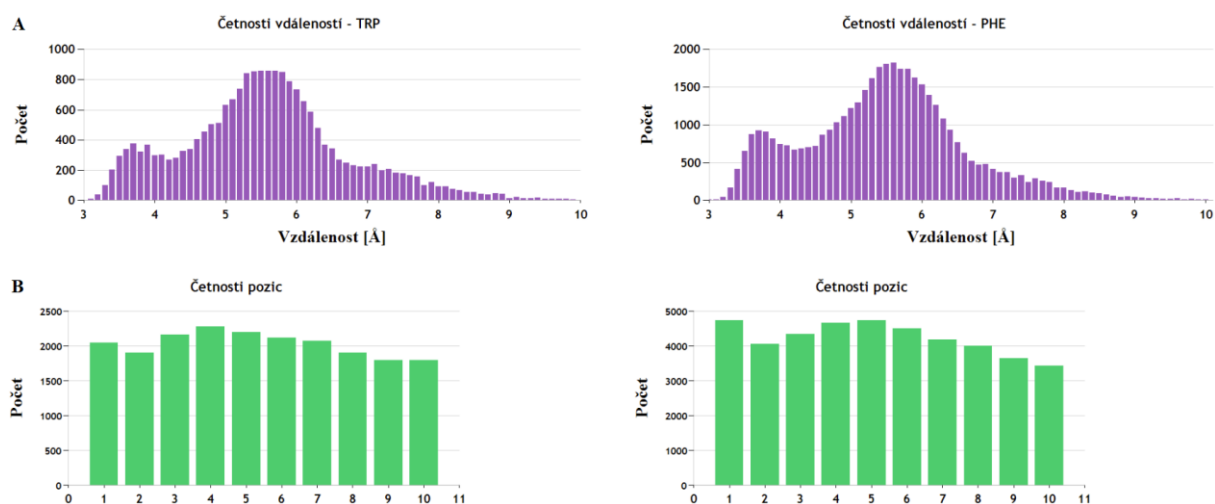 A
Četnosti vdáleností - TRP
Počet
1000
800
600
400
200
0
3 4 5 6 7 8 9 10
Vzdálenost [Å]
Četnosti vdáleností - PHE
Počet
2000
1500
1000
500
0
3 4 5 6 7 8 9 10
Vzdálenost [Å]
B
Četnosti pozic
Počet
2500
2000
1500
1000
500
0
0 1 2 3 4 5 6 7 8 9 10 11
Četnosti pozic
Počet
5000
4000
3000
2000
1000
0
0 1 2 3 4 5 6 7 8 9 10 11